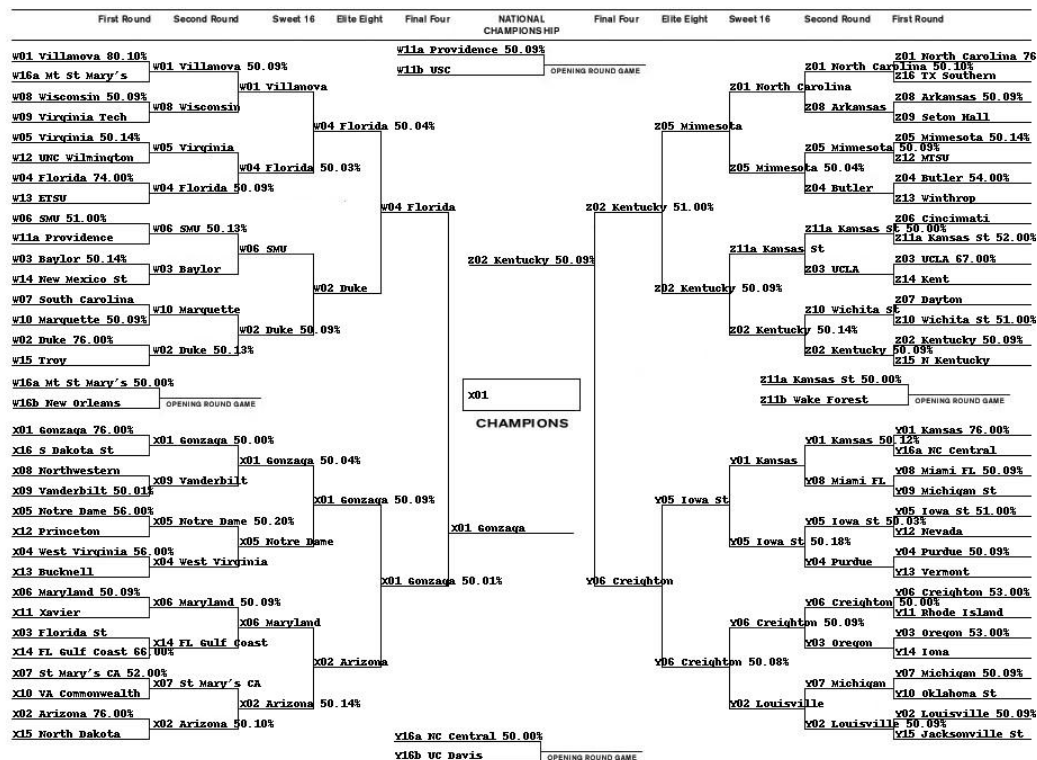 First Round Second Round Sweet 16 Elite Eight Final Four NATIONAL CHAMPIONSHIP Final Four Elite Eight Sweet 16 Second Round First Round
W01 Villanova 80.10%
W16a Mt St Mary's
W08 Wisconsin 50.09%
W09 Virginia Tech
W05 Virginia 50.14%
W12 UNC Wilmington
W04 Florida 74.00%
W13 ETSU
W06 SMU 51.00%
W11a Providence
W03 Baylor 50.14%
W14 New Mexico St
W07 South Carolina
W10 Marquette 50.09%
W02 Duke 76.00%
W15 Troy
W16a Mt St Mary's 50.00%
W16b New Orleans
OPENING ROUND GAME
W01 Villanova 50.09%
W08 Wisconsin
W05 Virginia
W04 Florida 50.09%
W06 SMU 50.13%
W03 Baylor
W10 Marquette
W02 Duke 50.13%
W01 Villanova
W04 Florida 50.03%
W06 SMU
W02 Duke 50.09%
W04 Florida 50.04%
W02 Duke
W04 Florida
W11a Providence 50.09%
W11b USC
OPENING ROUND GAME
X01 Gonzaga 76.00%
X16 S Dakota St
X08 Northwestern
X09 Vanderbilt 50.01%
X05 Notre Dame 56.00%
X12 Princeton
X04 West Virginia 56.00%
X13 Bucknell
X06 Maryland 50.09%
X11 Xavier
X03 Florida St
X14 FL Gulf Coast 66.00%
X07 St Mary's CA 52.00%
X10 VA Commonwealth
X02 Arizona 76.00%
X15 North Dakota
X01 Gonzaga 50.00%
X09 Vanderbilt
X05 Notre Dame 50.20%
X04 West Virginia
X06 Maryland 50.09%
X14 FL Gulf Coast
X07 St Mary's CA
X02 Arizona 50.10%
X01 Gonzaga 50.04%
X05 Notre Dame
X06 Maryland
X02 Arizona 50.14%
X01 Gonzaga 50.09%
X02 Arizona
X01 Gonzaga 50.01%
X01 Gonzaga
Z02 Kentucky 50.09%
X01
CHAMPIONS
Z02 Kentucky 51.00%
Z05 Minnesota
Z02 Kentucky 50.09%
Z01 North Carolina
Z05 Minnesota 50.04%
Z11a Kansas St
Z02 Kentucky 50.14%
Z01 North Carolina 50.10%
Z08 Arkansas
Z05 Minnesota 50.09%
Z04 Butler
Z11a Kansas St 50.00%
Z03 UCLA
Z10 Wichita St
Z02 Kentucky 50.09%
Z01 North Carolina 76
Z16 TX Southern
Z08 Arkansas 50.09%
Z09 Seton Hall
Z05 Minnesota 50.14%
Z12 MTSU
Z04 Butler 54.00%
Z13 Winthrop
Z06 Cincinnati
Z11a Kansas St 52.00%
Z03 UCLA 67.00%
Z14 Kent
Z07 Dayton
Z10 Wichita St 51.00%
Z02 Kentucky 50.09%
Z15 N Kentucky
Z11a Kansas St 50.00%
Z11b Wake Forest
OPENING ROUND GAME
Y06 Creighton
Y05 Iowa St
Y06 Creighton 50.08%
Y01 Kansas
Y05 Iowa St 50.18%
Y06 Creighton 50.09%
Y02 Louisville
Y01 Kansas 50.12%
Y08 Miami FL
Y05 Iowa St 50.03%
Y04 Purdue
Y06 Creighton 50.00%
Y03 Oregon
Y07 Michigan
Y02 Louisville 50.09%
Y01 Kansas 76.00%
Y16a NC Central
Y08 Miami FL 50.09%
Y09 Michigan St
Y05 Iowa St 51.00%
Y12 Nevada
Y04 Purdue 50.09%
Y13 Vermont
Y06 Creighton 53.00%
Y11 Rhode Island
Y03 Oregon 53.00%
Y14 Iona
Y07 Michigan 50.09%
Y10 Oklahoma St
Y02 Louisville 50.09%
Y15 Jacksonville St
Y16a NC Central 50.00%
Y16b UC Davis
OPENING ROUND GAME